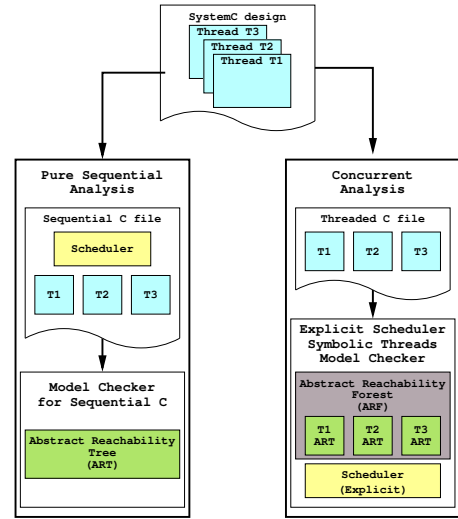 SystemC design
Thread T3
Thread T2
Thread T1
Pure Sequential
Analysis
Sequential C file
Scheduler
T1 T2 T3
Model Checker
for Sequential C
Abstract Reachability
Tree
(ART)
Concurrent
Analysis
Threaded C file
T1 T2 T3
Explicit Scheduler
Symbolic Threads
Model Checker
Abstract Reachability
Forest
(ARF)
T1 T2 T3
ART ART ART
Scheduler
(Explicit)